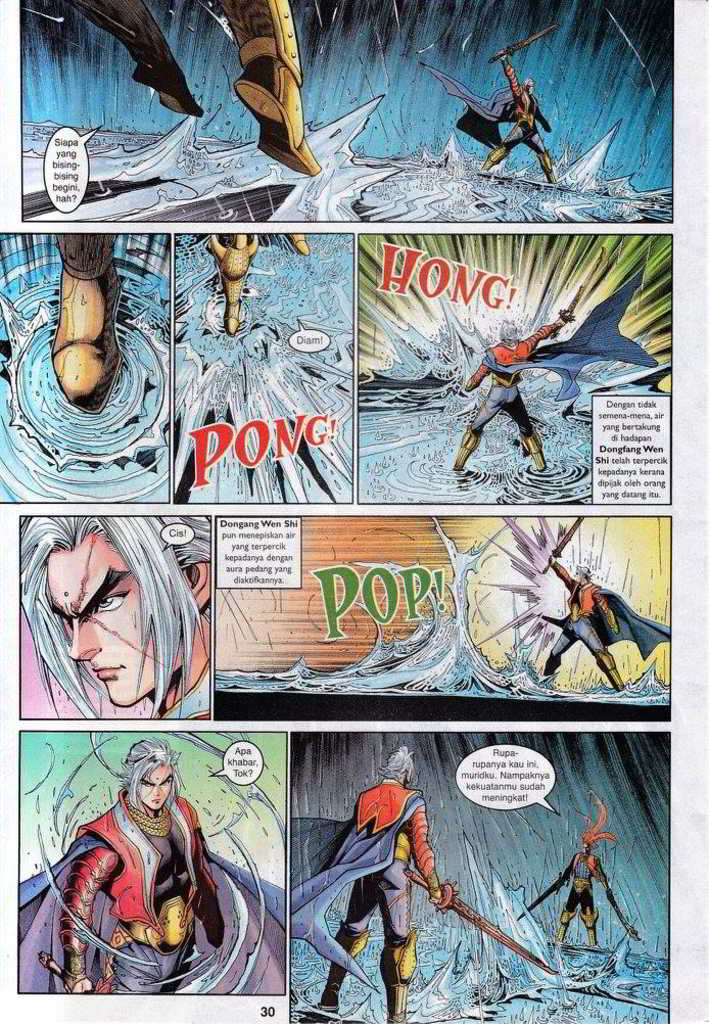 Siapa
yang
bising-
bising
begini,
hah?
Diam!
PONG!
HONG!
Dengan tidak
semena-mena, air
yang bertakung
di hadapan
Dongfang Wen
Shi telah terpercik
kepadanya kerana
dipijak oleh orang
yang datang itu.
Cis!
Dongang Wen Shi
pun menepiskan air
yang terpercik
kepadanya dengan
aura pedang yang
diaktifkannya.
POP!
Apa
khabar,
Tok?
Rupa-
rupanya kau ini,
muridku. Nampaknya
kekuatanmu sudah
meningkat!
30